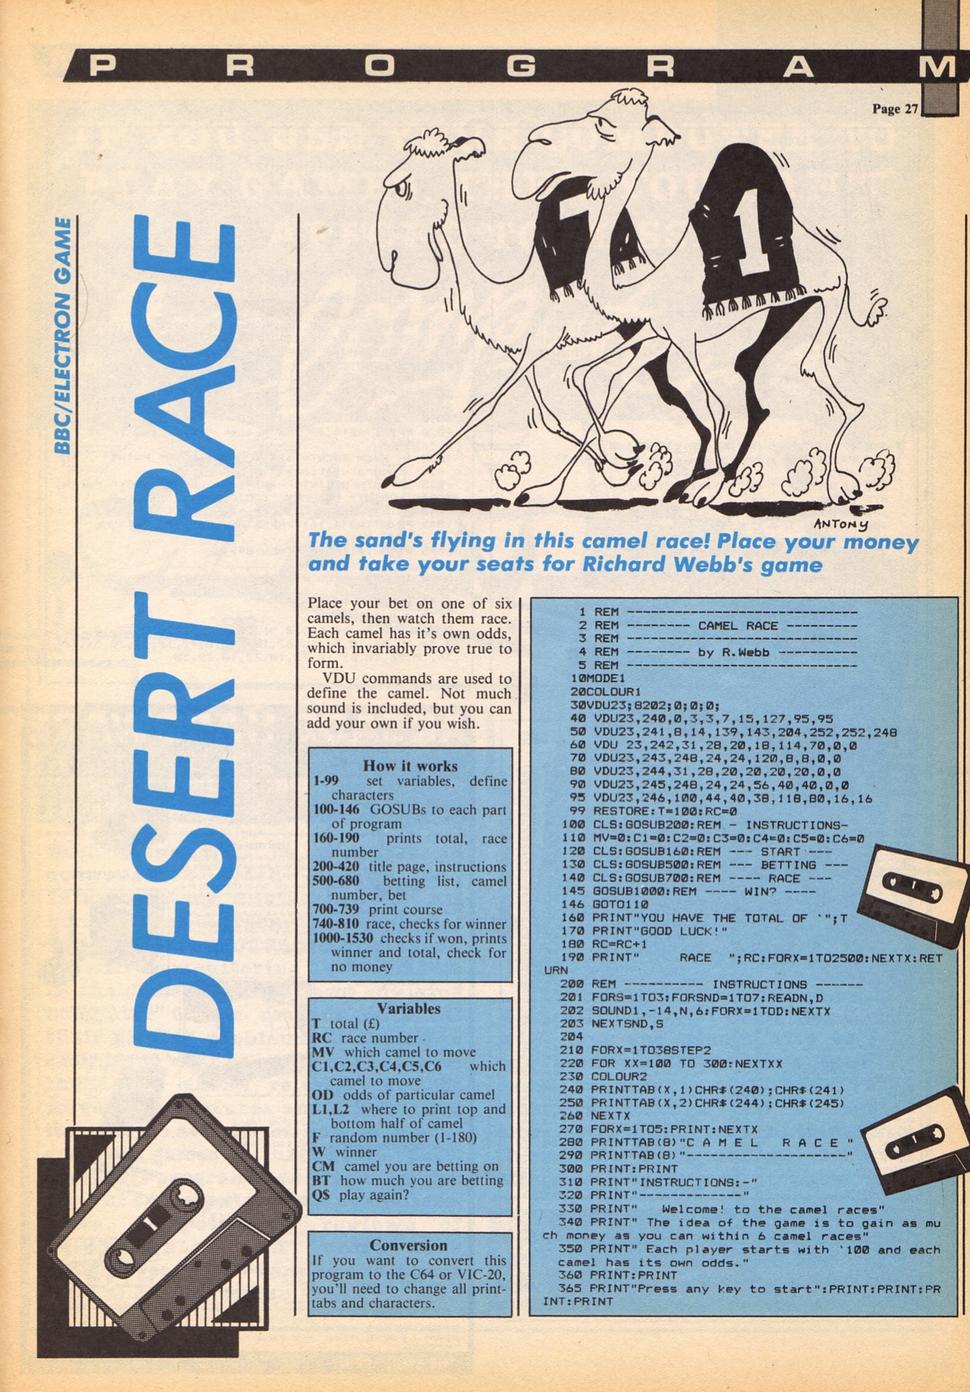 PROGRAM
Page 27
BBC/ELECTRON GAME
DESERT RACE
1
ANTONY
The sand's flying in this camel race! Place your money
and take your seats for Richard Webb's game
Place your bet on one of six
camels, then watch them race.
Each camel has it's own odds,
which invariably prove true to
form.
VDU commands are used to
define the camel. Not much
sound is included, but you can
add your own if you wish.
How it works
1-99 set variables, define
characters
100-146 GOSUBs to each part
of program
160-190 prints total, race
number
200-420 title page, instructions
500-680 betting list, camel
number, bet
700-739 print course
740-810 race, checks for winner
1000-1530 checks if won, prints
winner and total, check for
no money
Variables
T total (£)
RC race number
MV which camel to move
C1,C2,C3,C4,C5,C6 which
camel to move
OD odds of particular camel
L1,L2 where to print top and
bottom half of camel
F random number (1-180)
W winner
CM camel you are betting on
BT how much you are betting
QS play again?
Conversion
If you want to convert this
program to the C64 or VIC-20,
you'll need to change all print-
tabs and characters.
1 REM -----------------------------
2 REM --------- CAMEL RACE ---------
3 REM -----------------------------
4 REM -------- by R.Webb ----------
5 REM -----------------------------
10MODE1
20COLOUR1
30VDU23;8202;0;0;0;
40 VDU23,240,0,3,3,7,15,127,95,95
50 VDU23,241,8,14,139,143,204,252,252,248
60 VDU 23,242,31,28,20,18,114,70,0,0
70 VDU23,243,248,24,24,120,8,8,0,0
80 VDU23,244,31,28,20,20,20,20,0,0
90 VDU23,245,248,24,24,56,40,40,0,0
95 VDU23,246,100,44,40,38,118,80,16,16
99 RESTORE:T=100:RC=0
100 CLS:GOSUB200:REM - INSTRUCTIONS-
110 MV=0:C1=0:C2=0:C3=0:C4=0:C5=0:C6=0
120 CLS:GOSUB160:REM --- START ---
130 CLS:GOSUB500:REM --- BETTING ---
140 CLS:GOSUB700:REM ---- RACE ---
145 GOSUB1000:REM ---- WIN? ----
146 GOTO110
160 PRINT"YOU HAVE THE TOTAL OF `";T
170 PRINT"GOOD LUCK!"
180 RC=RC+1
190 PRINT"     RACE  ";RC:FORX=1TO2500:NEXTX:RET
URN
200 REM ---------- INSTRUCTIONS ------
201 FORS=1TO3:FORSND=1TO7:READN,D
202 SOUND1,-14,N,6:FORX=1TOD:NEXTX
203 NEXTSND,S
204
210 FORX=1TO38STEP2
220 FOR XX=100 TO 300:NEXTXX
230 COLOUR2
240 PRINTTAB(X,1)CHR$(240);CHR$(241)
250 PRINTTAB(X,2)CHR$(244);CHR$(245)
260 NEXTX
270 FORX=1TO5:PRINT:NEXTX
280 PRINTTAB(8)"C A M E L   R A C E"
290 PRINTTAB(8)"--------------------"
300 PRINT:PRINT
310 PRINT"INSTRUCTIONS:-"
320 PRINT"-------------"
330 PRINT"   Welcome! to the camel races"
340 PRINT" The idea of the game is to gain as mu
ch money as you can within 6 camel races"
350 PRINT" Each player starts with `100 and each
camel has its own odds."
360 PRINT:PRINT
365 PRINT"Press any key to start":PRINT:PRINT:PR
INT:PRINT